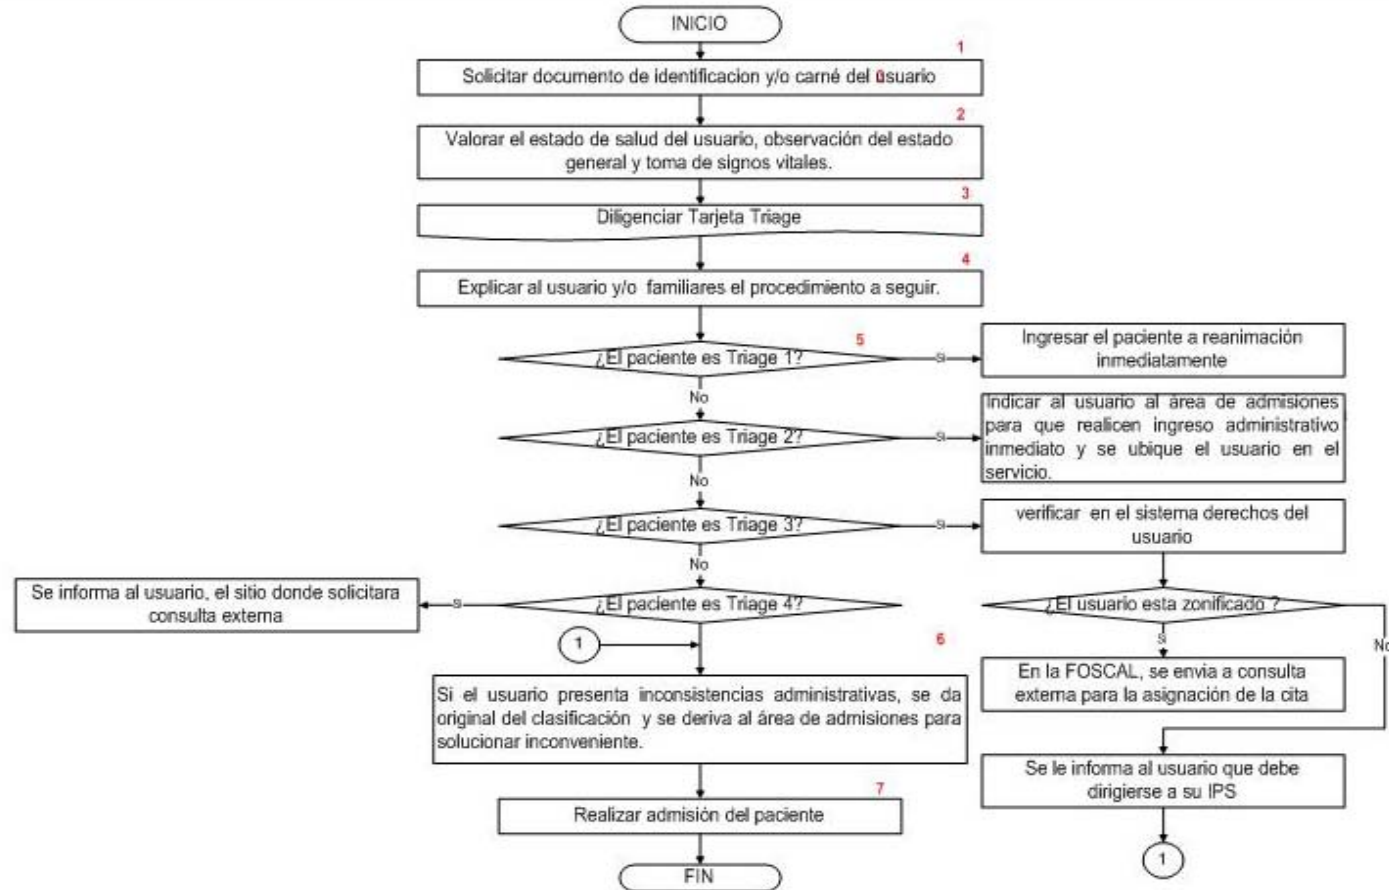 INICIO
1
Solicitar documento de identificacion y/o carné del usuario
0
2
Valorar el estado de salud del usuario, observación del estado
general y toma de signos vitales.
3
Diligenciar Tarjeta Triage
4
Explicar al usuario y/o familiares el procedimiento a seguir.
5
¿El paciente es Triage 1?
Si
Ingresar el paciente a reanimación
inmediatamente
No
¿El paciente es Triage 2?
Si
Indicar al usuario al área de admisiones
para que realicen ingreso administrativo
inmediato y se ubique el usuario en el
servicio.
No
¿El paciente es Triage 3?
Si
verificar en el sistema derechos del
usuario
No
¿El paciente es Triage 4?
Si
Se informa al usuario, el sitio donde solicitara
consulta externa
¿El usuario esta zonificado ?
Si
No
En la FOSCAL, se envia a consulta
externa para la asignación de la cita
1
6
Si el usuario presenta inconsistencias administrativas, se da
original del clasificación y se deriva al área de admisiones para
solucionar inconveniente.
Se le informa al usuario que debe
dirigierse a su IPS
1
7
Realizar admisión del paciente
FIN